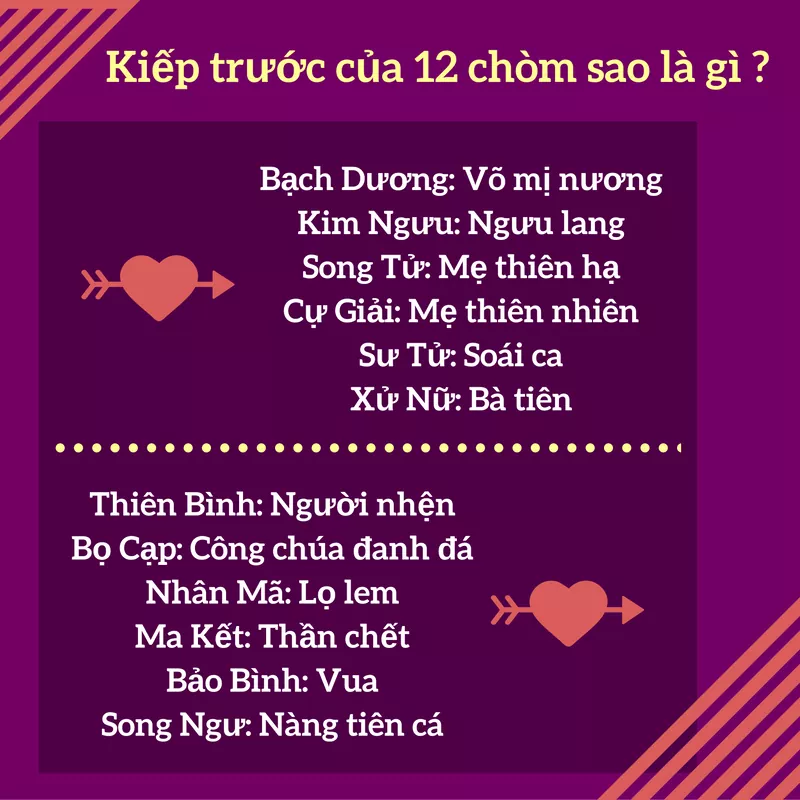 Kiếp trước của 12 chòm sao là gì ?
Bạch Dương: Võ mị nương
Kim Ngưu: Ngưu lang
Song Tử: Mẹ thiên hạ
Cự Giải: Mẹ thiên nhiên
Sư Tử: Soái ca
Xử Nữ: Bà tiên
Thiên Bình: Người nhện
Bọ Cạp: Công chúa đanh đá
Nhân Mã: Lọ lem
Ma Kết: Thần chết
Bảo Bình: Vua
Song Ngư: Nàng tiên cá